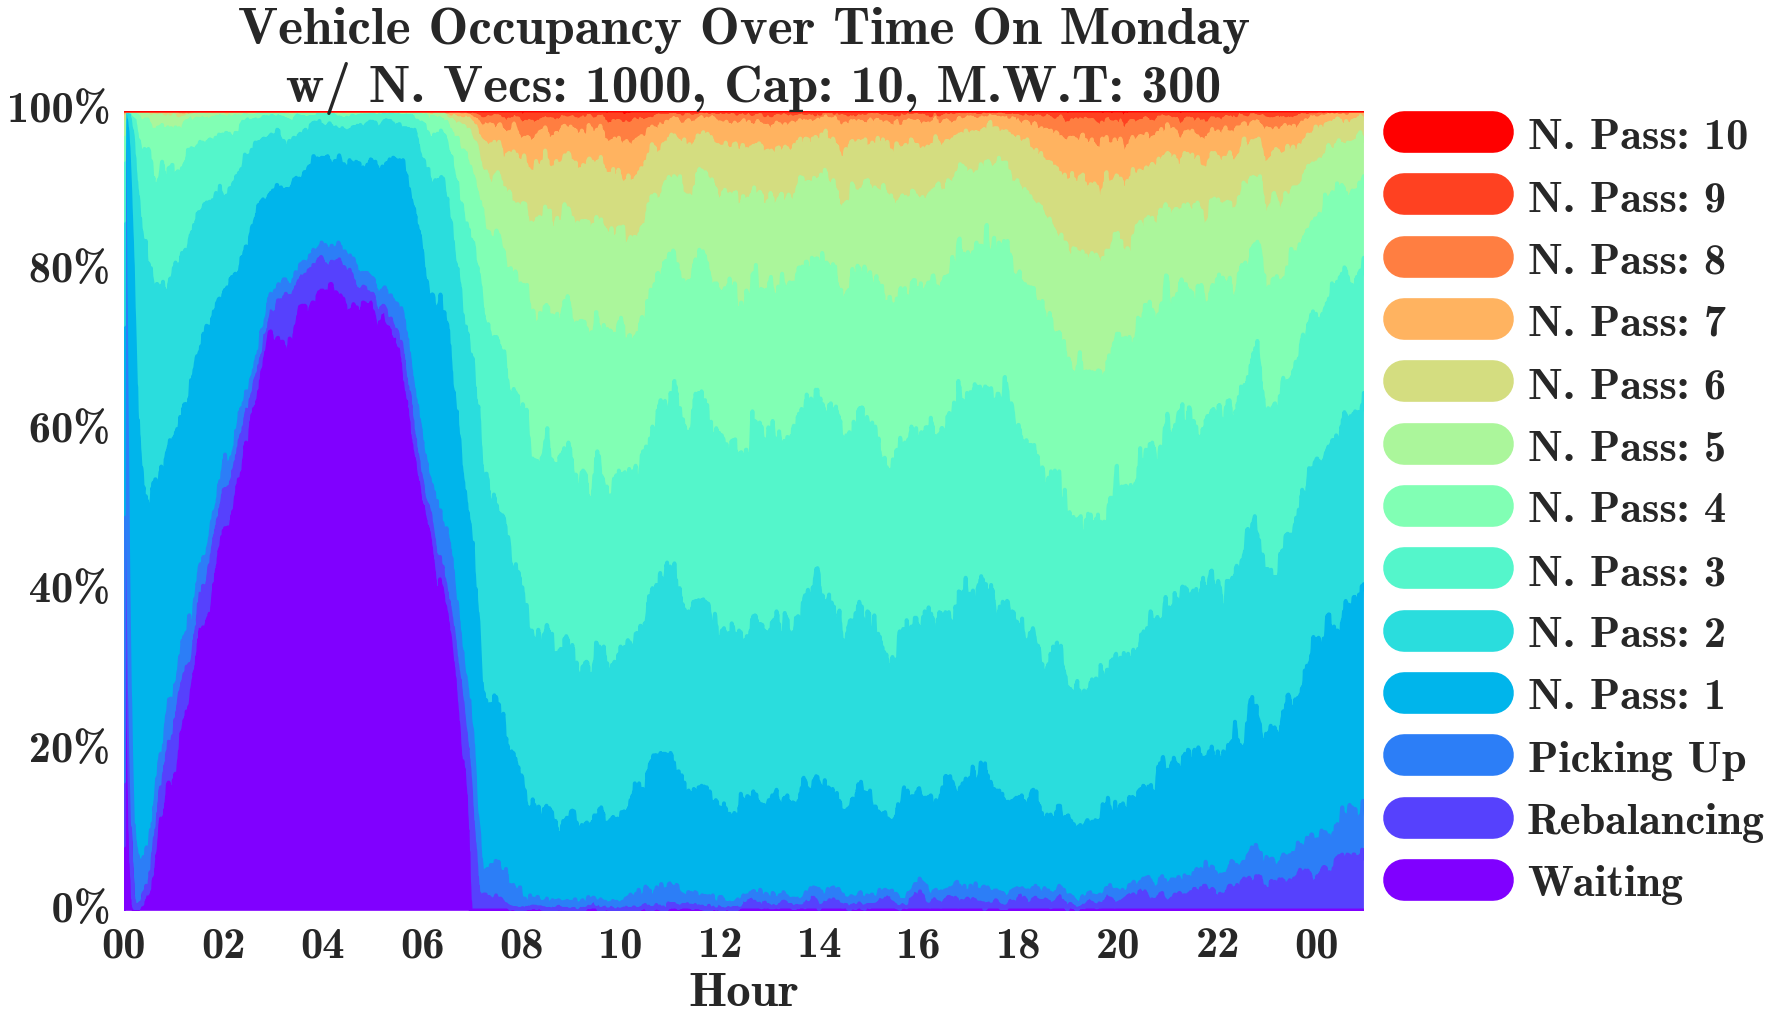 Vehicle Occupancy Over Time On Monday
w/ N. Vecs: 1000, Cap: 10, M.W.T: 300
100%
80%
60%
40%
20%
0%
00 02 04 06 08 10 12 14 16 18 20 22 00
Hour
N. Pass: 10
N. Pass: 9
N. Pass: 8
N. Pass: 7
N. Pass: 6
N. Pass: 5
N. Pass: 4
N. Pass: 3
N. Pass: 2
N. Pass: 1
Picking Up
Rebalancing
Waiting